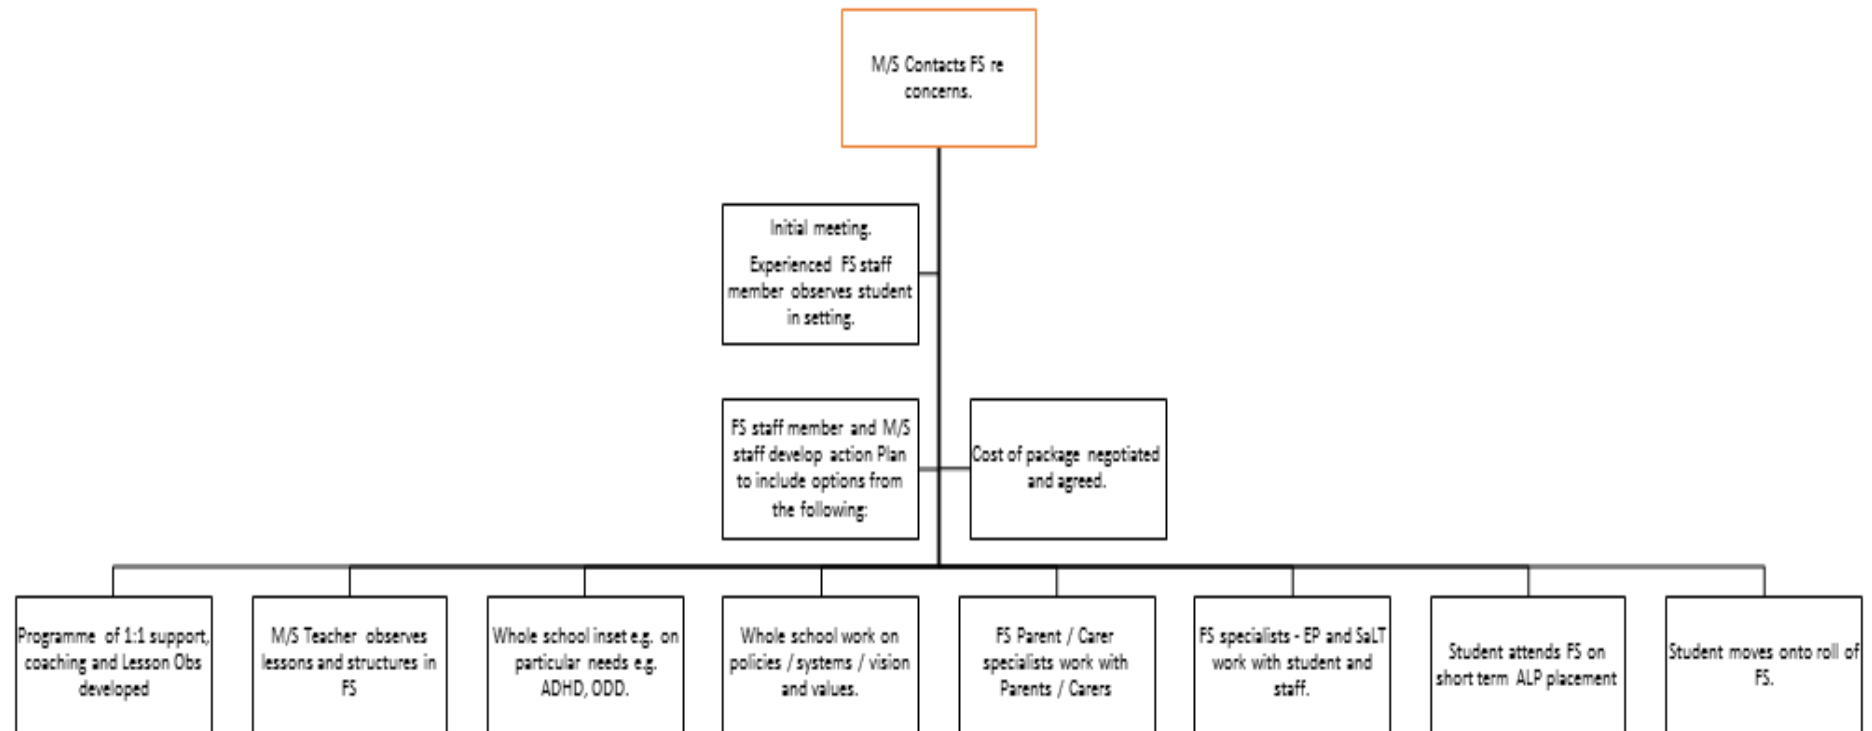 M/S Contacts FS re
concerns.
Initial meeting.
Experienced FS staff
member observes student
in setting.
FS staff member and M/S
staff develop action Plan
to include options from
the following:
Cost of package negotiated
and agreed.
Programme of 1:1 support,
coaching and Lesson Obs
developed
M/S Teacher observes
lessons and structures in
FS
Whole school inset e.g. on
particular needs e.g.
ADHD, ODD.
Whole school work on
policies / systems / vision
and values.
FS Parent / Carer
specialists work with
Parents / Carers
FS specialists - EP and SaLT
work with student and
staff.
Student attends FS on
short term ALP placement
Student moves onto roll of
FS.